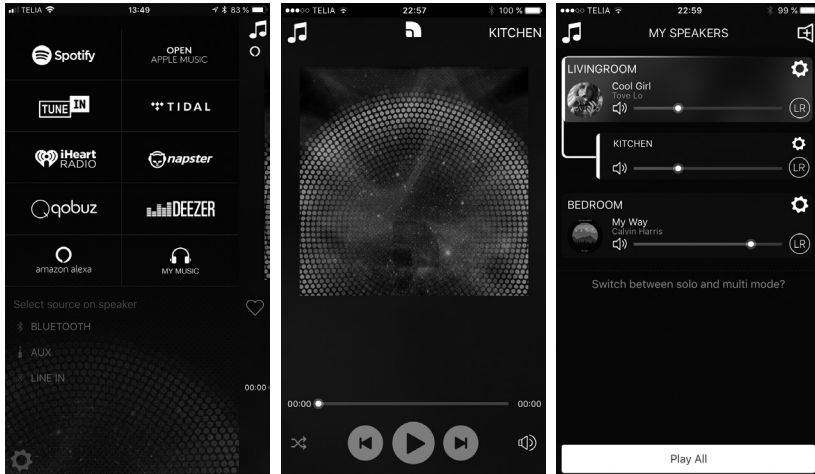 TELIA 13:49 83 %
Spotify
OPEN
APPLE MUSIC
TUNE IN
TIDAL
iHeart
RADIO
napster
qobuz
DEEZER
amazon alexa
MY MUSIC
Select source on speaker
BLUETOOTH
AUX
LINE IN
00:00
TELIA 22:57 100 %
KITCHEN
00:00 00:00
TELIA 22:59 99 %
MY SPEAKERS
LIVINGROOM
Cool Girl
Tove Lo
LR
KITCHEN
LR
BEDROOM
My Way
Calvin Harris
LR
Switch between solo and multi mode?
Play All